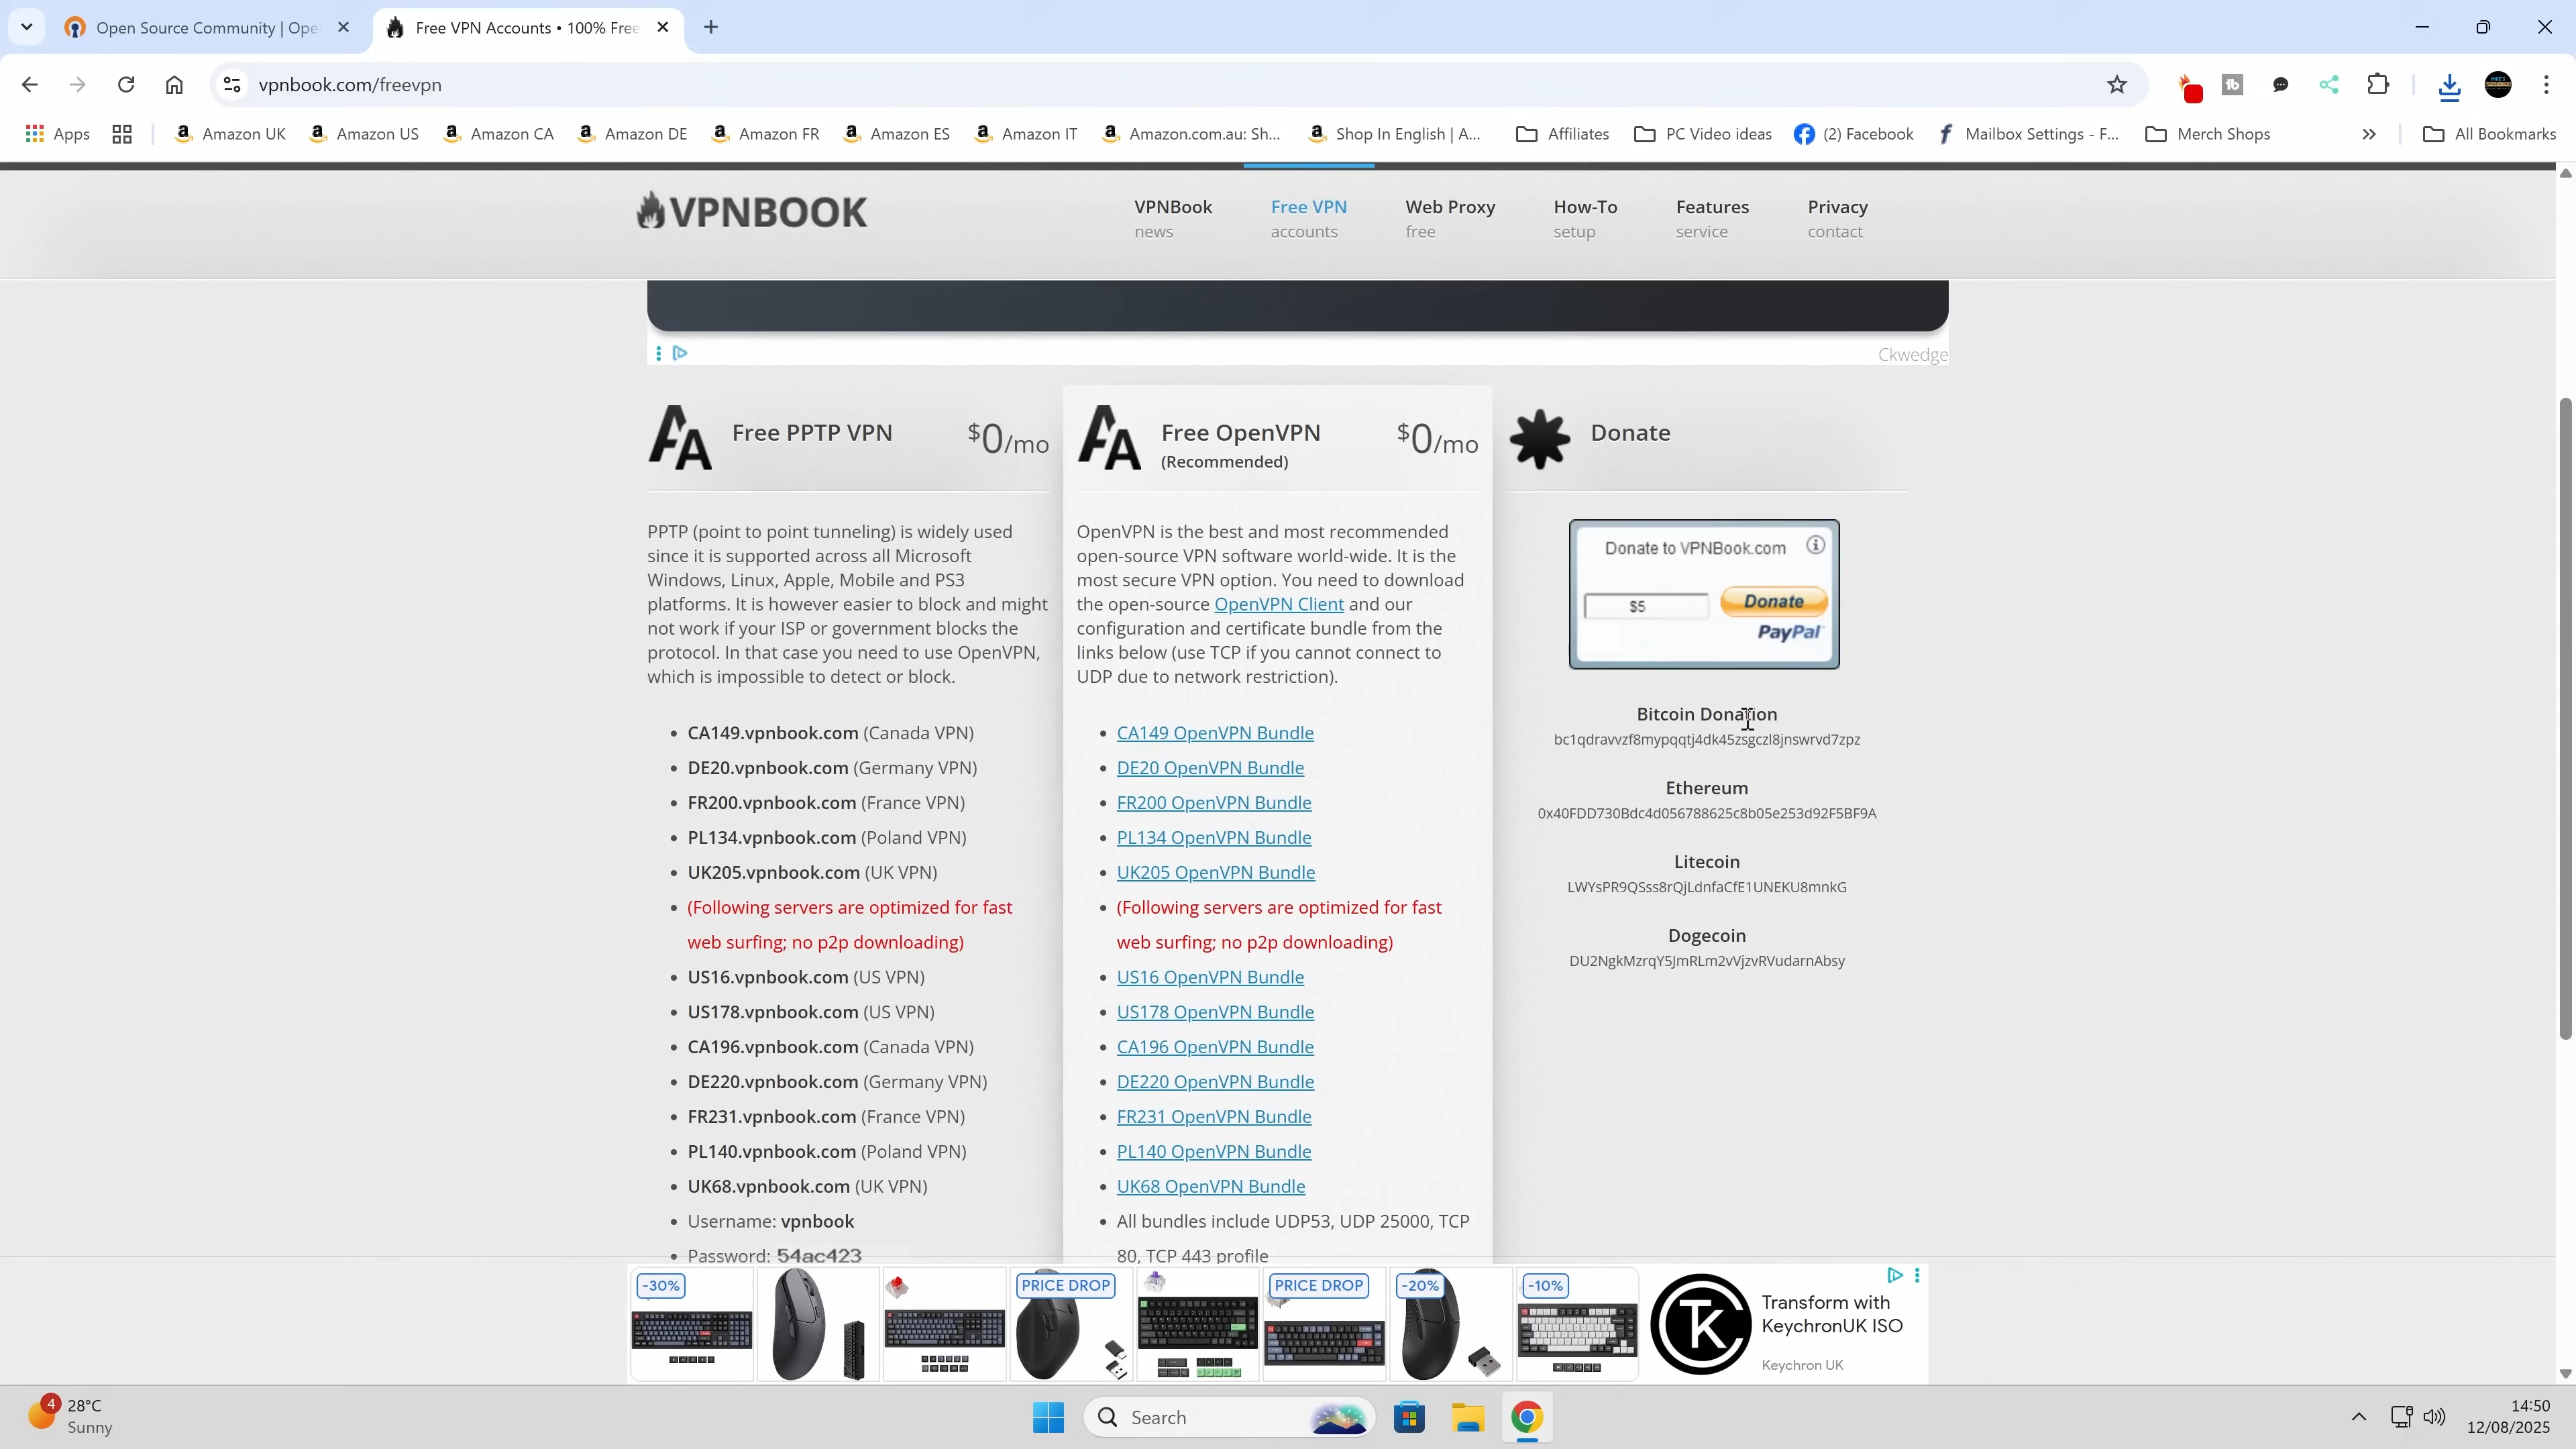 Open Source Community | Ope
Free VPN Accounts • 100% Free
vpnbook.com/freevpn
Apps
Amazon UK
Amazon US
Amazon CA
Amazon DE
Amazon FR
Amazon ES
Amazon IT
Amazon.com.au: Sh...
Shop In English | A...
Affiliates
PC Video ideas
(2) Facebook
Mailbox Settings - F...
Merch Shops
All Bookmarks
VPNBOOK
VPNBook
news
Free VPN
accounts
Web Proxy
free
How-To
setup
Features
service
Privacy
contact
Ckwedge
Free PPTP VPN
$0/mo
PPTP (point to point tunneling) is widely used
since it is supported across all Microsoft
Windows, Linux, Apple, Mobile and PS3
platforms. It is however easier to block and might
not work if your ISP or government blocks the
protocol. In that case you need to use OpenVPN,
which is impossible to detect or block.
• CA149.vpnbook.com (Canada VPN)
• DE20.vpnbook.com (Germany VPN)
• FR200.vpnbook.com (France VPN)
• PL134.vpnbook.com (Poland VPN)
• UK205.vpnbook.com (UK VPN)
• (Following servers are optimized for fast
web surfing; no p2p downloading)
• US16.vpnbook.com (US VPN)
• US178.vpnbook.com (US VPN)
• CA196.vpnbook.com (Canada VPN)
• DE220.vpnbook.com (Germany VPN)
• FR231.vpnbook.com (France VPN)
• PL140.vpnbook.com (Poland VPN)
• UK68.vpnbook.com (UK VPN)
• Username: vpnbook
• Password: 54ac423
Free OpenVPN
(Recommended)
$0/mo
OpenVPN is the best and most recommended
open-source VPN software world-wide. It is the
most secure VPN option. You need to download
the open-source OpenVPN Client and our
configuration and certificate bundle from the
links below (use TCP if you cannot connect to
UDP due to network restriction).
• CA149 OpenVPN Bundle
• DE20 OpenVPN Bundle
• FR200 OpenVPN Bundle
• PL134 OpenVPN Bundle
• UK205 OpenVPN Bundle
• (Following servers are optimized for fast
web surfing; no p2p downloading)
• US16 OpenVPN Bundle
• US178 OpenVPN Bundle
• CA196 OpenVPN Bundle
• DE220 OpenVPN Bundle
• FR231 OpenVPN Bundle
• PL140 OpenVPN Bundle
• UK68 OpenVPN Bundle
• All bundles include UDP53, UDP 25000, TCP
80, TCP 443 profile
Donate
Donate to VPNBook.com
$5
Donate
PayPal
Bitcoin Donation
bc1qdravvzf8mypqqtj4dk45zsgczl8jnswrvd7zpz
Ethereum
0x40FDD730Bdc4d056788625c8b05e253d92F5BF9A
Litecoin
LWYsPR9QSss8rQjLdnfaCfE1UNEKU8mnkG
Dogecoin
DU2NgkMzrqY5JmRLm2vVjzvRVudarnAbsy
-30%
PRICE DROP
PRICE DROP
-20%
-10%
TK
Transform with
KeychronUK ISO
Keychron UK
4
28°C
Sunny
Search
14:50
12/08/2025